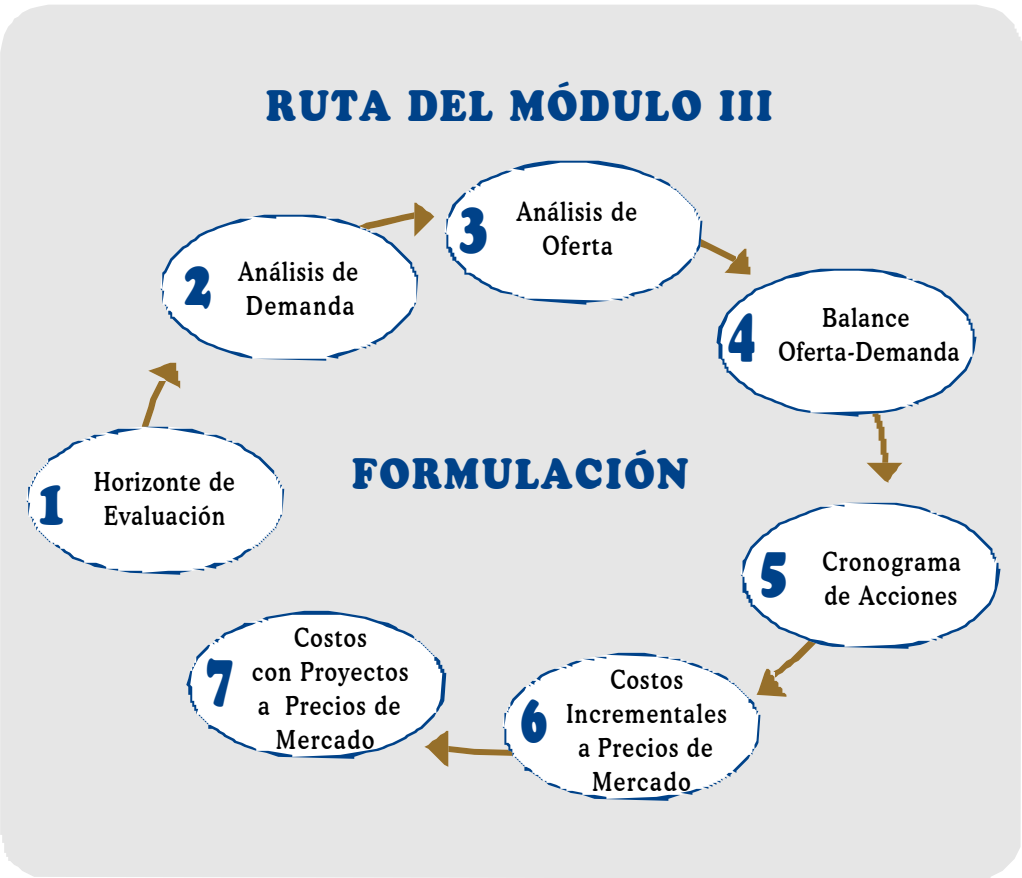 RUTA DEL MÓDULO III
FORMULACIÓN
1
Horizonte de
Evaluación
2
Análisis de
Demanda
3
Análisis de
Oferta
4
Balance
Oferta-Demanda
5
Cronograma
de Acciones
6
Costos
Incrementales
a Precios de
Mercado
7
Costos
con Proyectos
a Precios de
Mercado